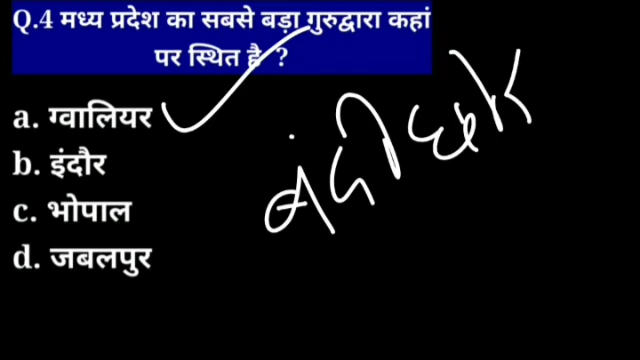 Q.4 मध्य प्रदेश का सबसे बड़ा गुरुद्वारा कहां
पर स्थित है ?
a. ग्वालियर
b. इंदौर
c. भोपाल
d. जबलपुर
बंदी छोर